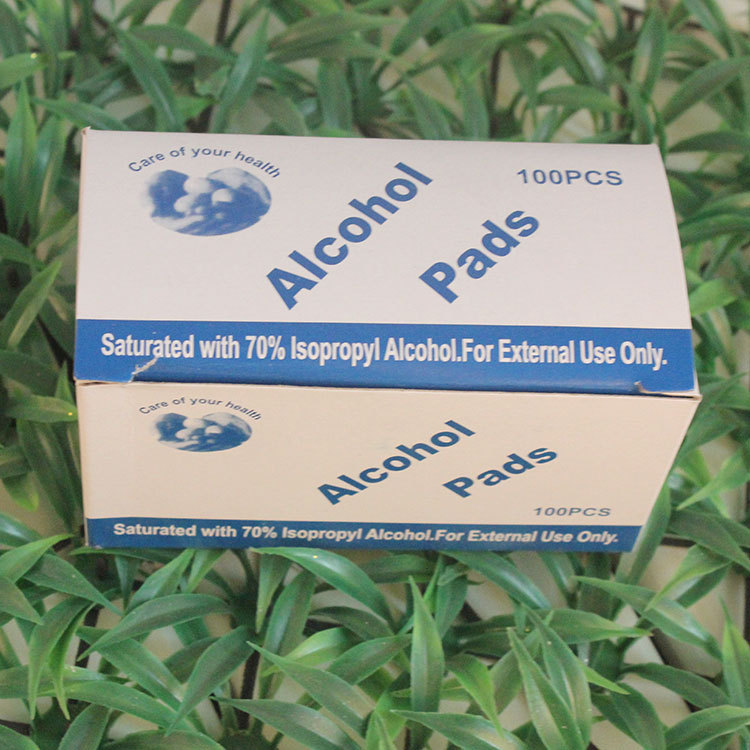 Care of your health
100PCS
Alcohol
Pads
Saturated with 70% Isopropyl Alcohol.For External Use Only.
Care of your health
Alcohol
Pads
100PCS
Saturated with 70% Isopropyl Alcohol.For External Use Only.